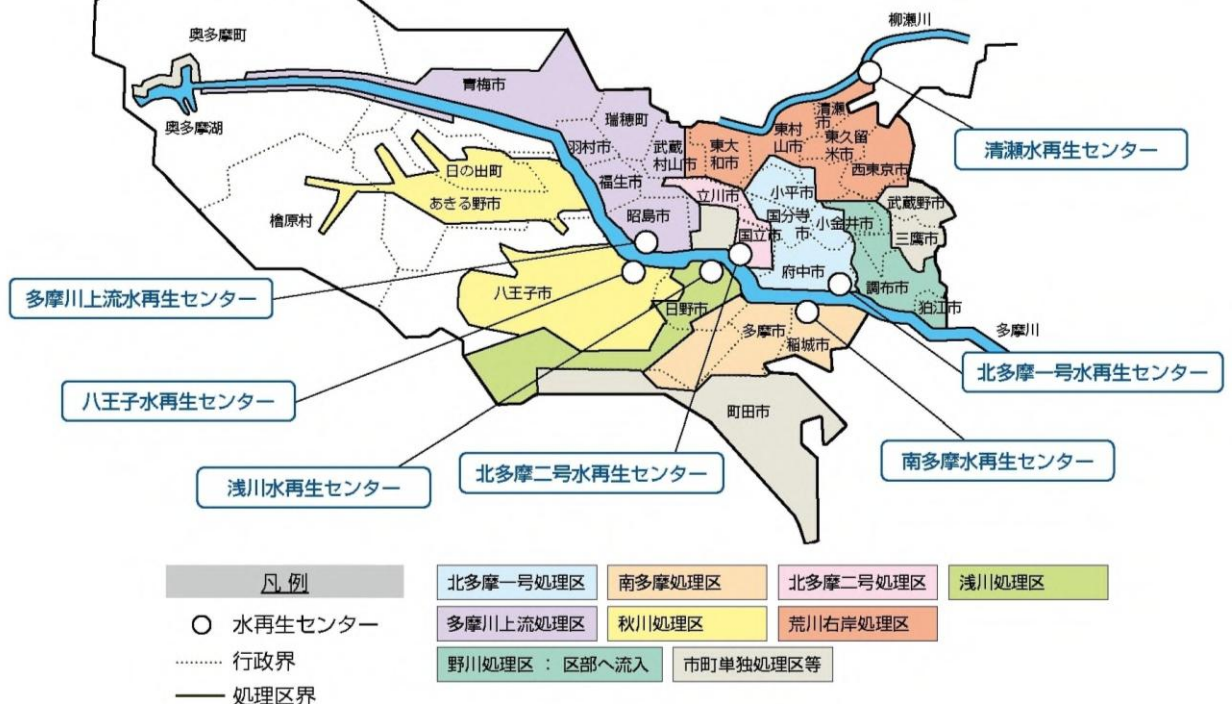 柳瀬川
奥多摩町
青梅市
奥多摩湖
瑞穂町
羽村市
武蔵
村山市
東大
和市
東村
山市
清瀬
市
東久留
米市
西東京市
清瀬水再生センター
日の出町
あきる野市
福生市
立川市
小平市
武蔵野市
檜原村
昭島市
国立市
国分寺
市
小金井市
三鷹市
府中市
調布市
狛江市
多摩川
多摩川上流水再生センター
八王子市
日野市
多摩市
稲城市
北多摩一号水再生センター
八王子水再生センター
町田市
浅川水再生センター
北多摩二号水再生センター
南多摩水再生センター
凡例
水再生センター
行政界
処理区界
北多摩一号処理区
南多摩処理区
北多摩二号処理区
浅川処理区
多摩川上流処理区
秋川処理区
荒川右岸処理区
野川処理区 : 区部へ流入
市町単独処理区等